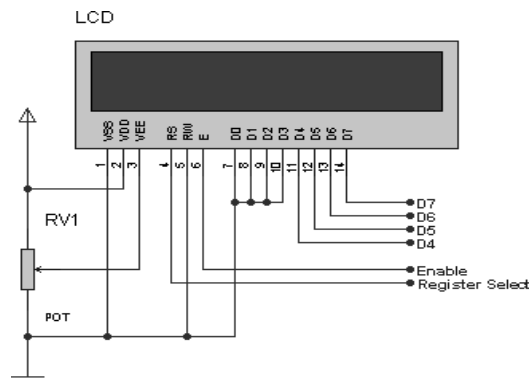 LCD
VSS VDD VEE RS RW E D0 D1 D2 D3 D4 D5 D6 D7
1 2 3 4 5 6 7 8 9 10 11 12 13 14
D7
D6
RV1
D5
D4
Enable
Register Select
POT